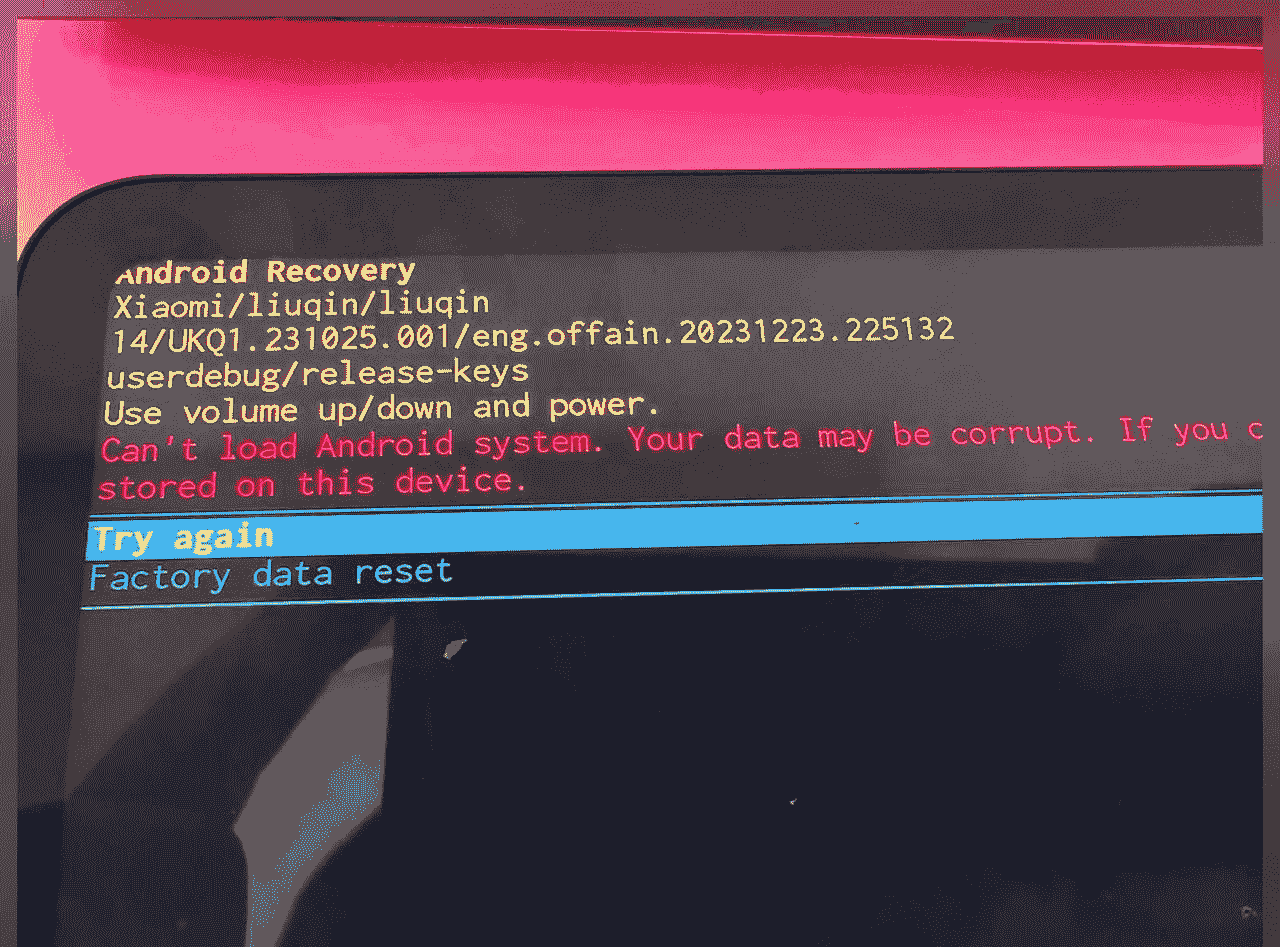 Android Recovery
Xiaomi/liuqin/liuqin
14/UKQ1.231025.001/eng.offain.20231223.225132
userdebug/release-keys
Use volume up/down and power.
Can't load Android system. Your data may be corrupt. If you c
stored on this device.
Try again
Factory data reset